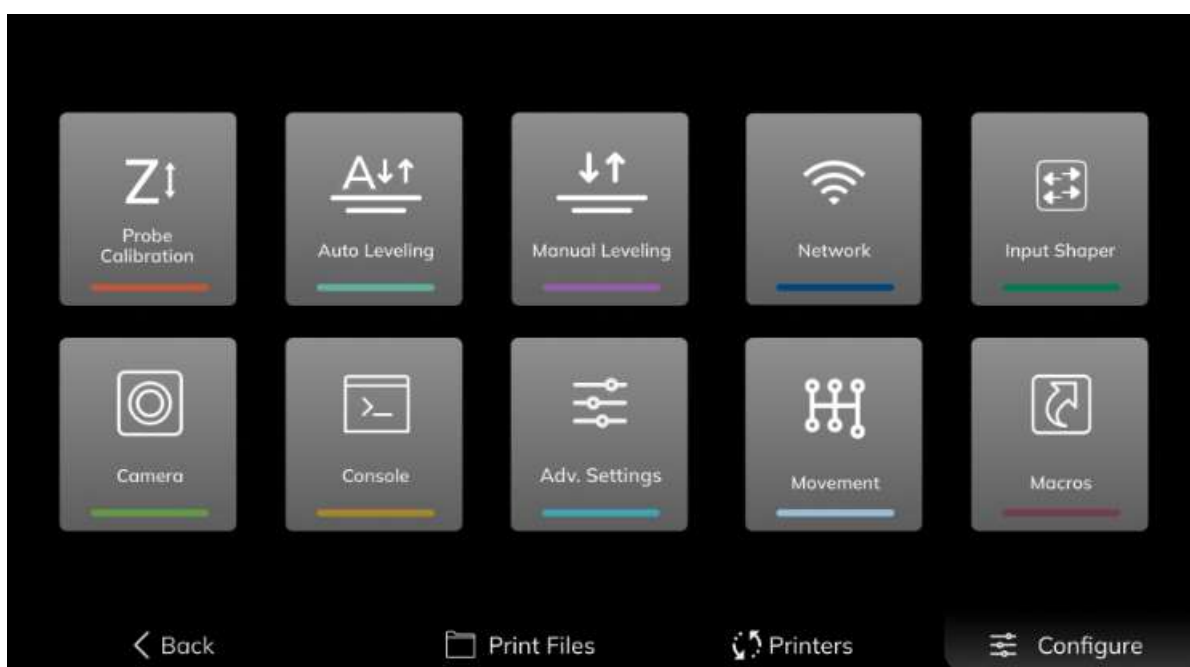 Z
Probe
Calibration
A
Auto Leveling
Manual Leveling
Network
Input Shaper
Camera
>_
Console
Adv. Settings
Movement
Macros
< Back
Print Files
Printers
Configure